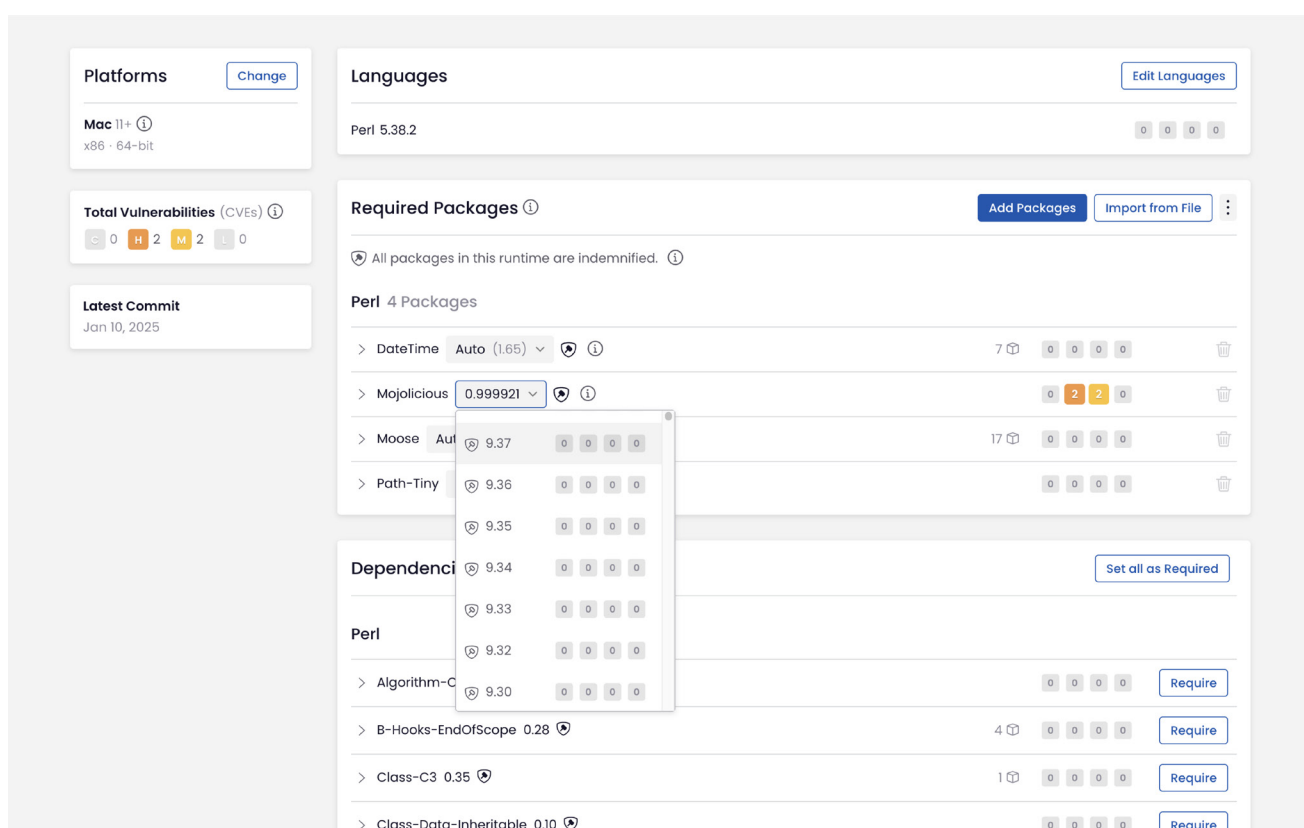 Platforms
Change
Mac 11+
x86 · 64-bit
Total Vulnerabilities (CVEs)
C 0 H 2 M 2 L 0
Latest Commit
Jan 10, 2025
Languages
Edit Languages
Perl 5.38.2
0 0 0 0
Required Packages
Add Packages
Import from File
All packages in this runtime are indemnified.
Perl 4 Packages
DateTime Auto (1.65) 7 0 0 0 0
Mojolicious 0.999921 0 2 2 0
Moose Aut 17 0 0 0 0
Path-Tiny 0 0 0 0
9.37 0 0 0 0
9.36 0 0 0 0
9.35 0 0 0 0
9.34 0 0 0 0
9.33 0 0 0 0
9.32 0 0 0 0
9.30 0 0 0 0
Dependenci
Set all as Required
Perl
Algorithm-C 0 0 0 0 Require
B-Hooks-EndOfScope 0.28 4 0 0 0 0 Require
Class-C3 0.35 1 0 0 0 0 Require
Class-Data-Inheritable 0.10 0 0 0 0 Require